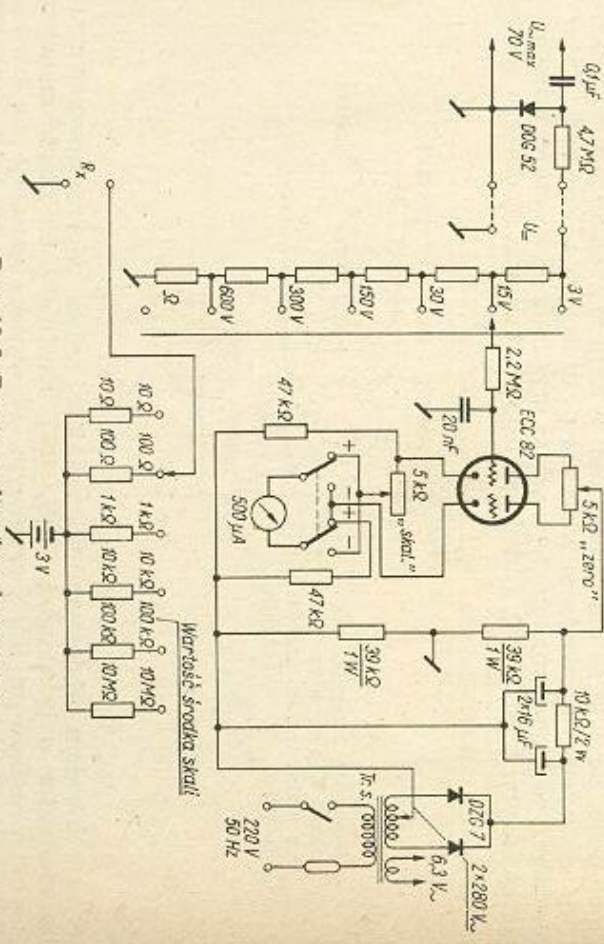 U~ max
70 V
0,1 µF
4,7 MΩ
DOG 52
U=
3 V
15 V
30 V
150 V
300 V
600 V
Ω
Rx
2,2 MΩ
20 nF
ECC 82
5 kΩ „zero"
5 kΩ
„skal."
47 kΩ
+
−
+
−
500 µA
47 kΩ
39 kΩ
1 W
39 kΩ
1 W
10 kΩ/2 W
2×16 µF
DZG 7
2×280 V~
6,3 V~
Tr. s.
220 V
50 Hz
10 Ω
100 Ω
1 kΩ
10 kΩ
100 kΩ
10 MΩ
10 Ω
100 Ω
1 kΩ
10 kΩ
100 kΩ
10 MΩ
Wartość środka skali
3 V